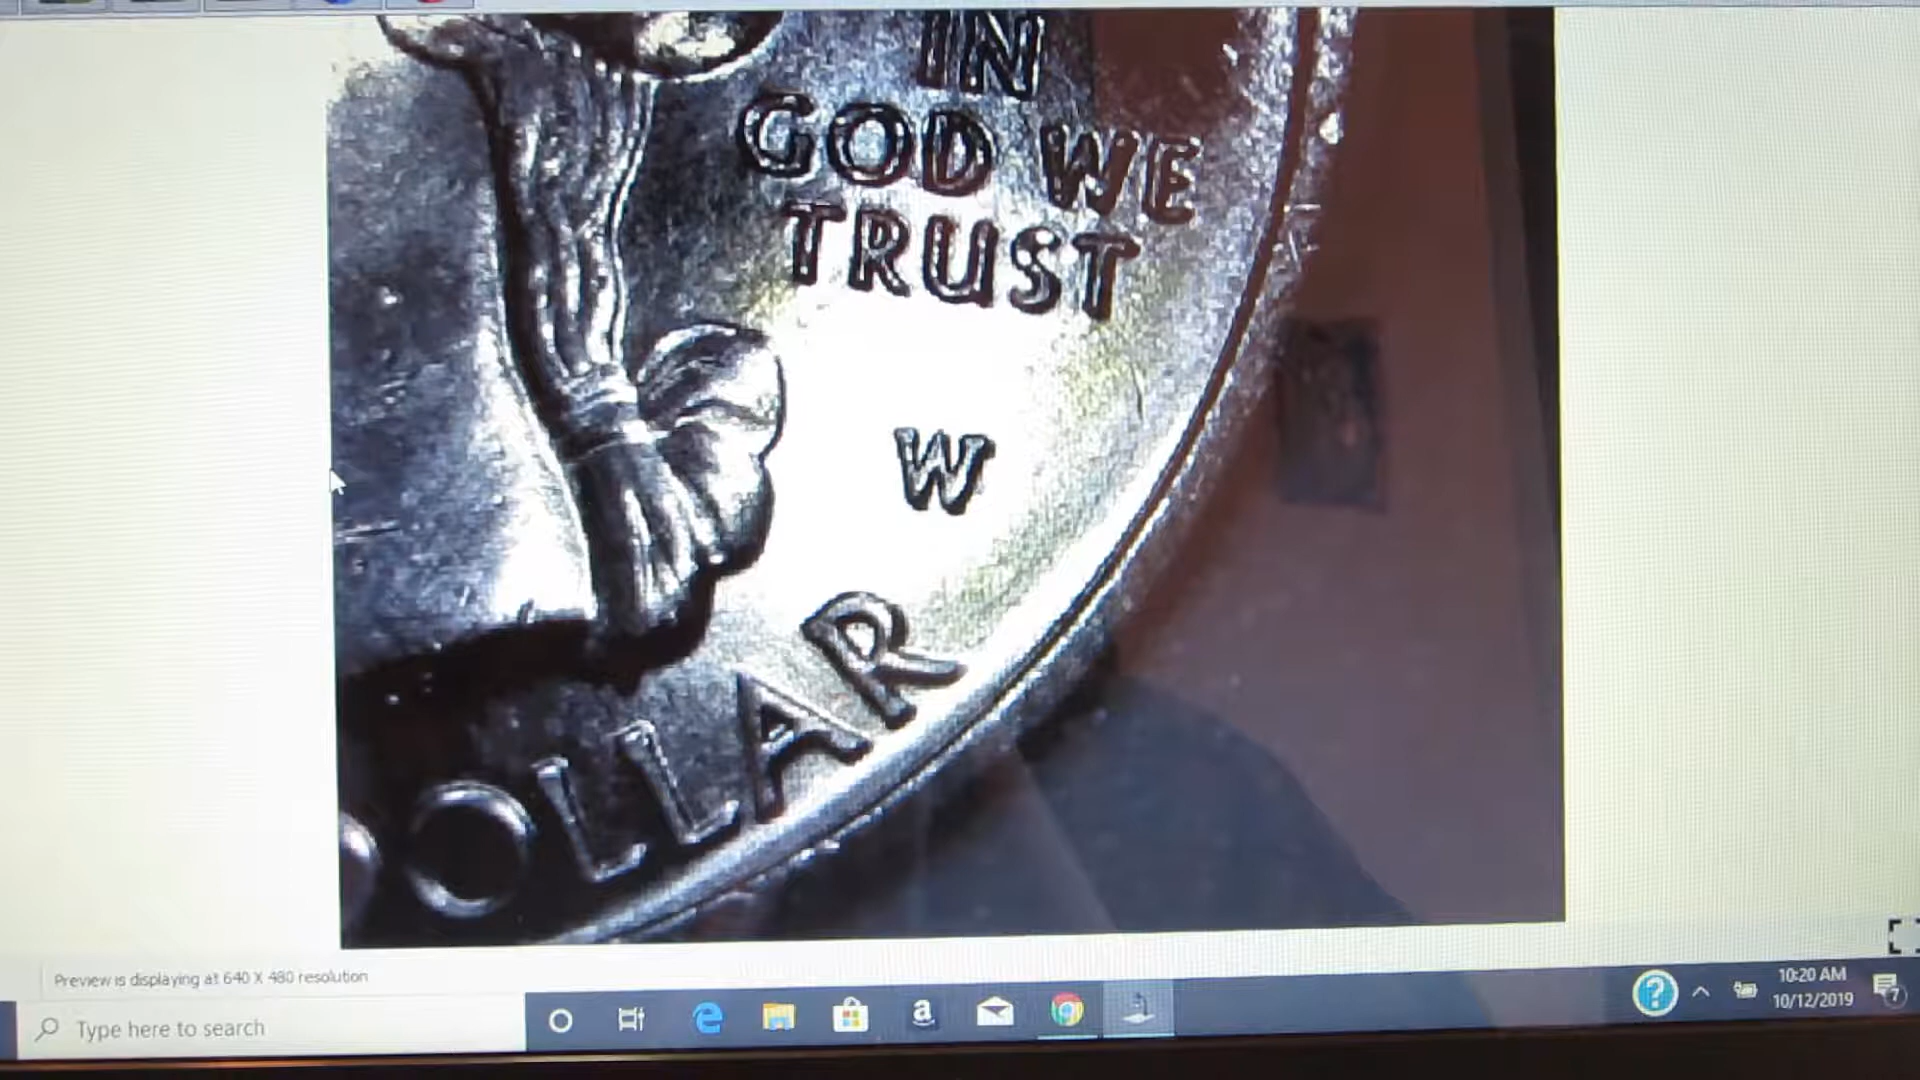 IN
GOD WE
TRUST
W
OLLAR
Preview is displaying at 640 X 480 resolution
Type here to search
10:20 AM
10/12/2019
7